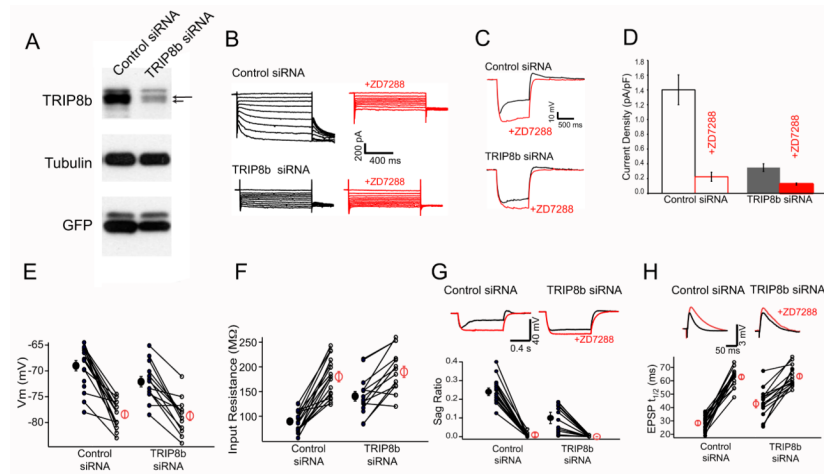 A
Control siRNA
TRIP8b siRNA
TRIP8b
Tubulin
GFP
B
Control siRNA
+ZD7288
200 pA
400 ms
TRIP8b siRNA
+ZD7288
C
Control siRNA
+ZD7288
10 mV
500 ms
TRIP8b siRNA
+ZD7288
D
Current Density (pA/pF)
1.8
1.6
1.4
1.2
1.0
0.8
0.6
0.4
0.2
0.0
+ZD7288
+ZD7288
Control siRNA
TRIP8b siRNA
E
Vm (mV)
-65
-70
-75
-80
Control
siRNA
TRIP8b
siRNA
F
Input Resistance (MΩ)
250
200
150
100
50
Control
siRNA
TRIP8b
siRNA
G
Control siRNA
TRIP8b siRNA
40 mV
0.4 s
+ZD7288
Sag Ratio
0.4
0.3
0.2
0.1
0.0
Control
siRNA
TRIP8b
siRNA
H
Control siRNA
TRIP8b siRNA
+ZD7288
3 mV
50 ms
EPSP t1/2 (ms)
80
70
60
50
40
30
20
Control
siRNA
TRIP8b
siRNA